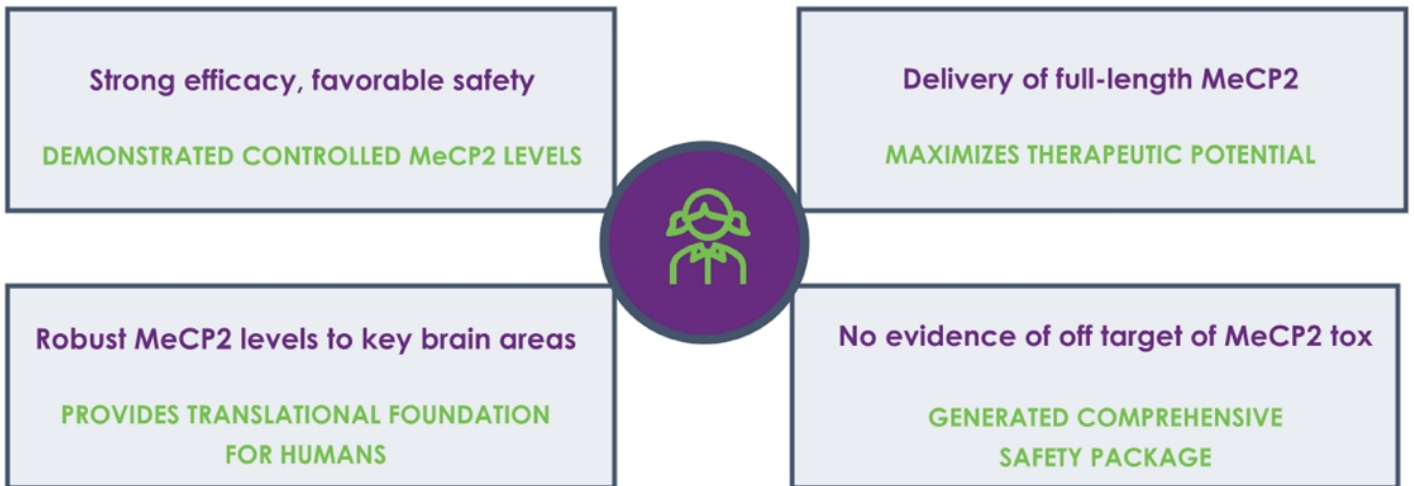 Strong efficacy, favorable safety
DEMONSTRATED CONTROLLED MeCP2 LEVELS
Delivery of full-length MeCP2
MAXIMIZES THERAPEUTIC POTENTIAL
Robust MeCP2 levels to key brain areas
PROVIDES TRANSLATIONAL FOUNDATION
FOR HUMANS
No evidence of off target of MeCP2 tox
GENERATED COMPREHENSIVE
SAFETY PACKAGE